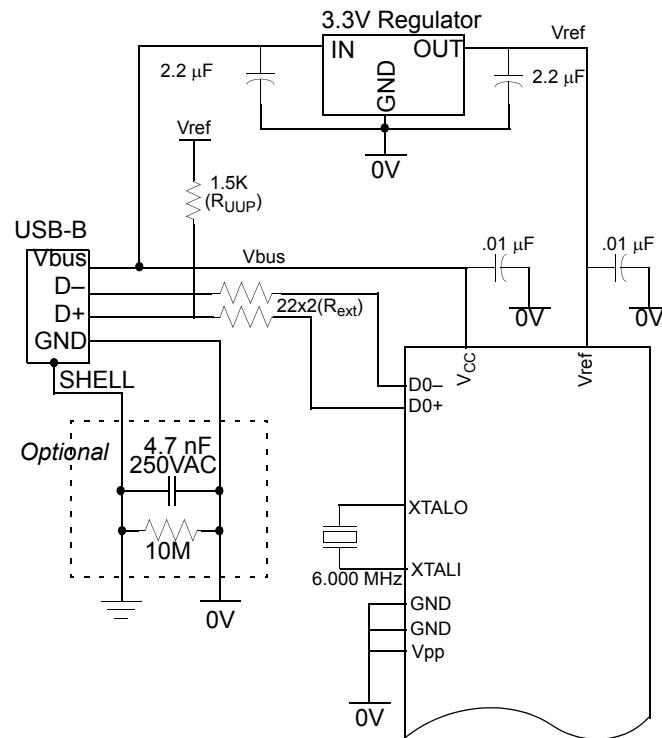 3.3V Regulator
IN
OUT
GND
Vref
2.2 μF
2.2 μF
0V
Vref
1.5K
(RUUP)
USB-B
Vbus
D–
D+
GND
SHELL
Vbus
22x2(Rext)
.01 μF
0V
.01 μF
0V
VCC
Vref
D0–
D0+
Optional
4.7 nF
250VAC
10M
0V
XTALO
6.000 MHz
XTALI
GND
GND
Vpp
0V